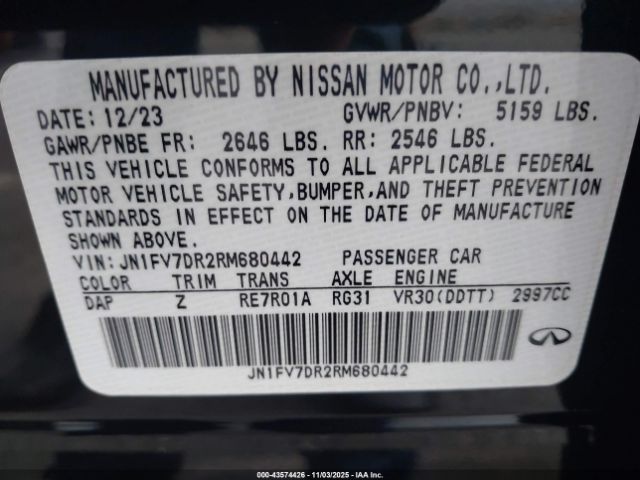 MANUFACTURED BY NISSAN MOTOR CO.,LTD.
DATE: 12/23 GVWR/PNBV: 5159 LBS.
GAWR/PNBE FR: 2646 LBS. RR: 2546 LBS.
THIS VEHICLE CONFORMS TO ALL APPLICABLE FEDERAL
MOTOR VEHICLE SAFETY,BUMPER,AND THEFT PREVENTION
STANDARDS IN EFFECT ON THE DATE OF MANUFACTURE
SHOWN ABOVE.
VIN: JN1FV7DR2RM680442 PASSENGER CAR
COLOR TRIM TRANS AXLE ENGINE
DAP Z RE7R01A RG31 VR30(DDTT) 2997CC
JN1FV7DR2RM680442
INFINITI
000-43574426 - 11/03/2025 - IAA, Inc.